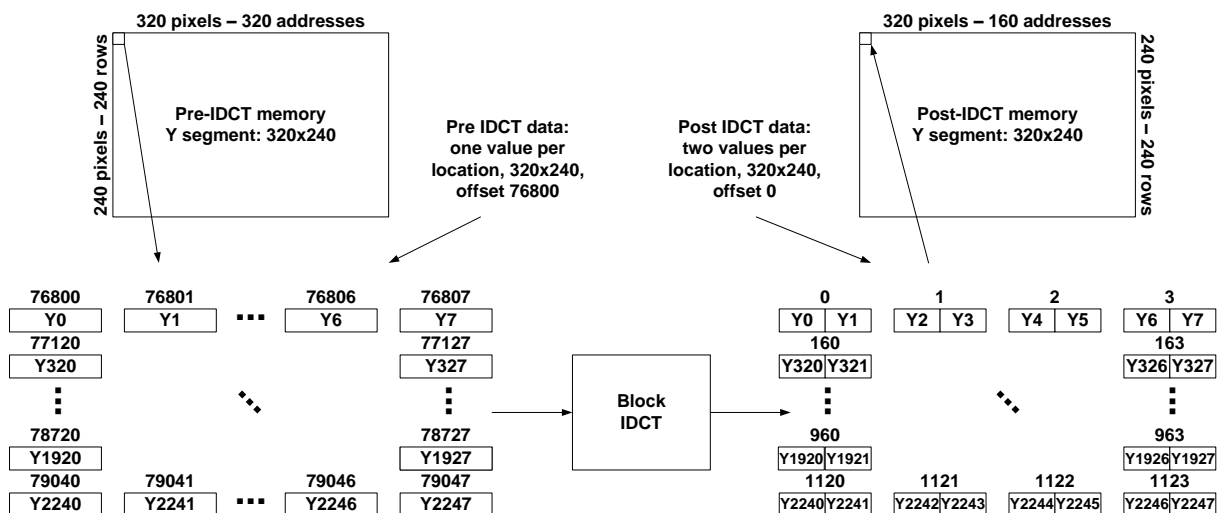 320 pixels – 320 addresses
240 pixels – 240 rows
Pre-IDCT memory
Y segment: 320x240
Pre IDCT data:
one value per
location, 320x240,
offset 76800
Post IDCT data:
two values per
location, 320x240,
offset 0
320 pixels – 160 addresses
Post-IDCT memory
Y segment: 320x240
240 pixels – 240 rows
76800 76801 76806 76807
Y0 Y1 Y6 Y7
77120 77127
Y320 Y327
78720 78727
Y1920 Y1927
79040 79041 79046 79047
Y2240 Y2241 Y2246 Y2247
Block
IDCT
0 1 2 3
Y0 Y1 Y2 Y3 Y4 Y5 Y6 Y7
160 163
Y320 Y321 Y326 Y327
960 963
Y1920 Y1921 Y1926 Y1927
1120 1121 1122 1123
Y2240 Y2241 Y2242 Y2243 Y2244 Y2245 Y2246 Y2247